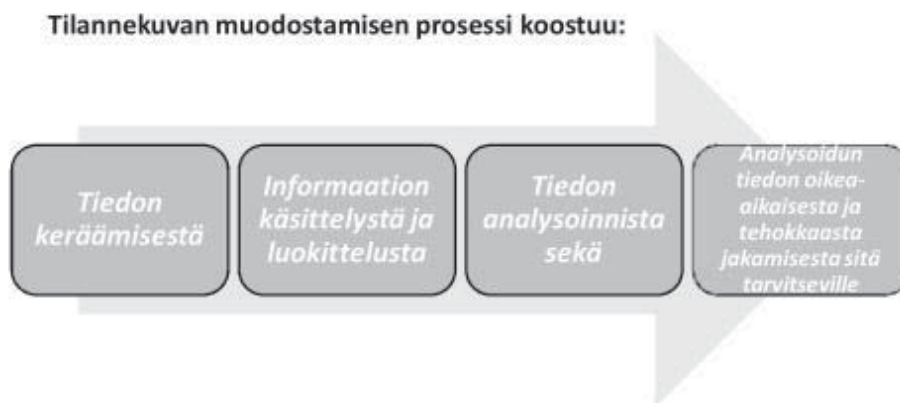 Tilannekuvan muodostamisen prosessi koostuu:
Tiedon
keräämisestä
Informaation
käsittelystä ja
luokittelusta
Tiedon
analysoinnista
sekä
Analysoidun
tiedon oikea-
aikaisesta ja
tehokkaasta
jakamisesta sitä
tarvitseville